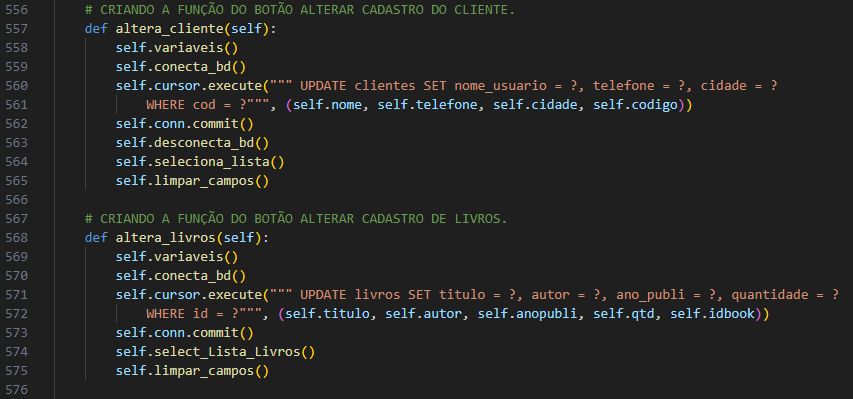 556 # CRIANDO A FUNÇÃO DO BOTÃO ALTERAR CADASTRO DO CLIENTE.
557 def altera_cliente(self):
558 self.variaveis()
559 self.conecta_bd()
560 self.cursor.execute(""" UPDATE clientes SET nome_usuario = ?, telefone = ?, cidade = ?
561 WHERE cod = ?""", (self.nome, self.telefone, self.cidade, self.codigo))
562 self.conn.commit()
563 self.desconecta_bd()
564 self.seleciona_lista()
565 self.limpar_campos()
566
567 # CRIANDO A FUNÇÃO DO BOTÃO ALTERAR CADASTRO DE LIVROS.
568 def altera_livros(self):
569 self.variaveis()
570 self.conecta_bd()
571 self.cursor.execute(""" UPDATE livros SET titulo = ?, autor = ?, ano_publi = ?, quantidade = ?
572 WHERE id = ?""", (self.titulo, self.autor, self.anopubli, self.qtd, self.idbook))
573 self.conn.commit()
574 self.select_Lista_Livros()
575 self.limpar_campos()
576